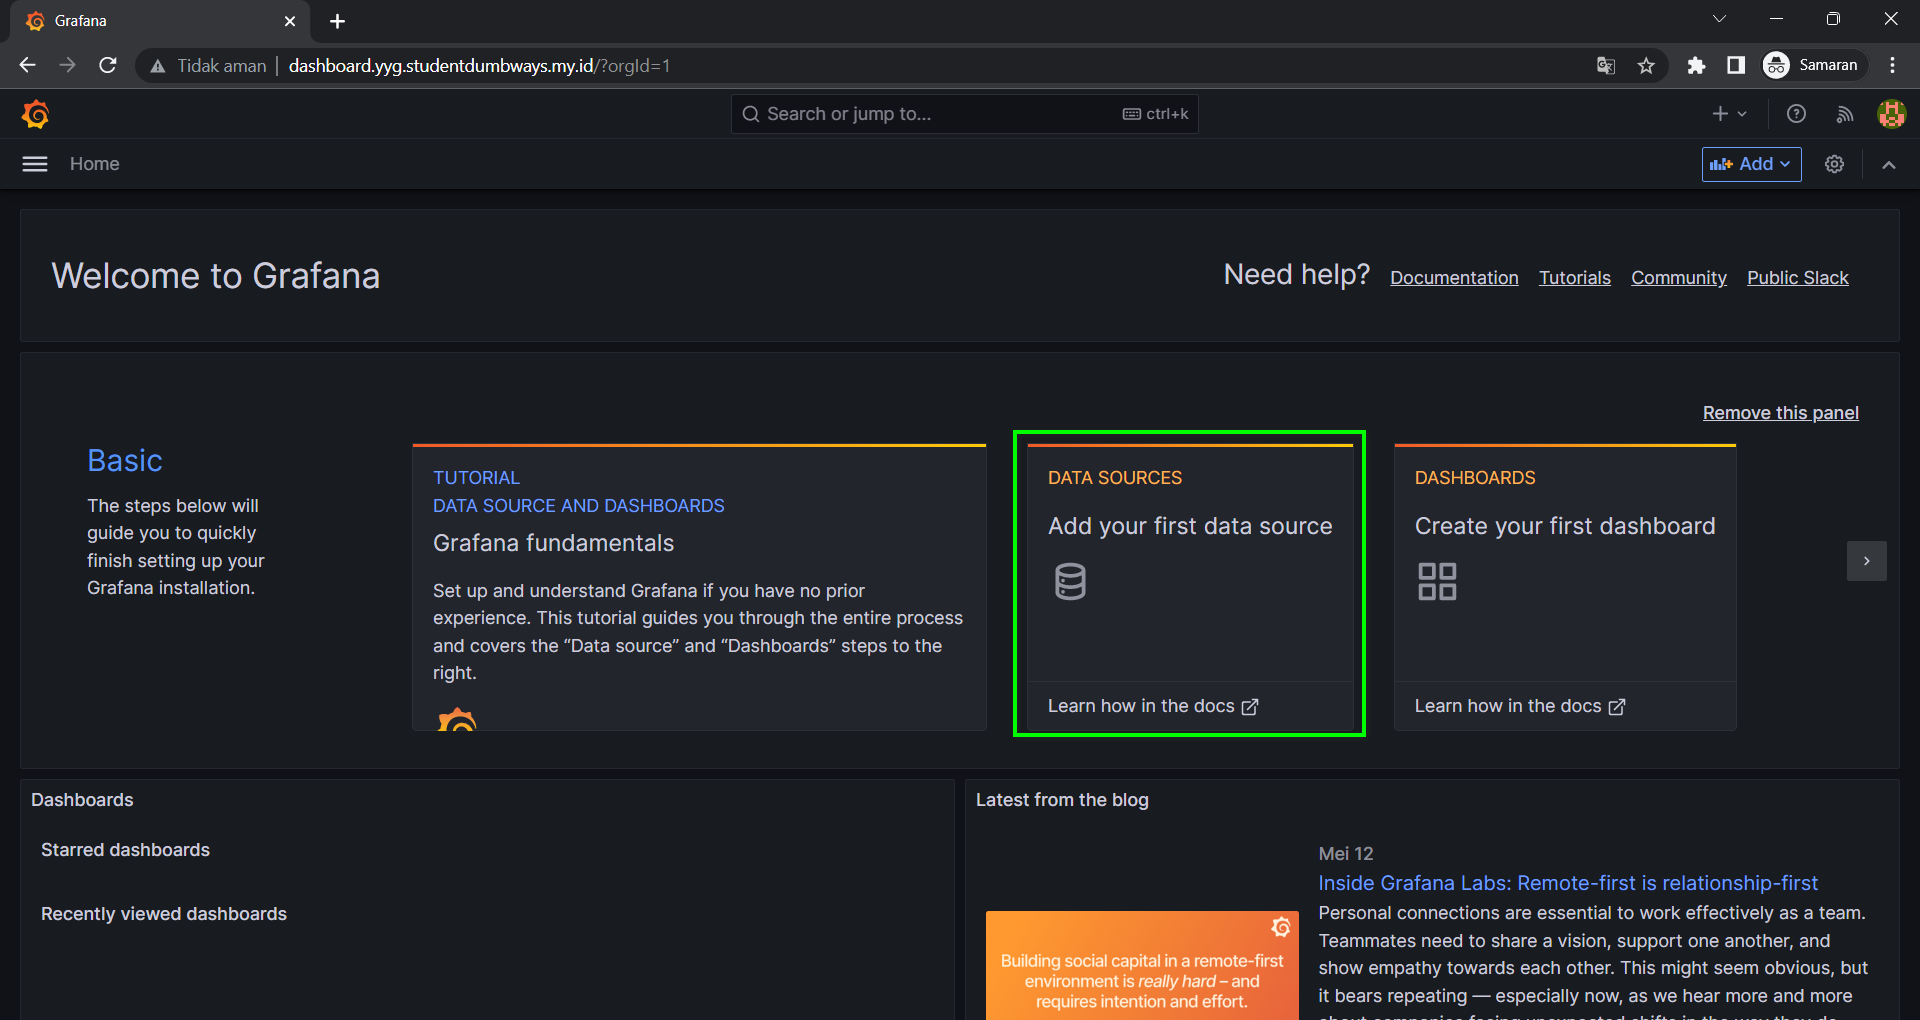 Grafana
Tidak aman
dashboard.yyg.studentdumbways.my.id/?orgId=1
Samaran
Search or jump to...
ctrl+k
Home
Add
Welcome to Grafana
Need help?
Documentation
Tutorials
Community
Public Slack
Remove this panel
Basic
The steps below will
guide you to quickly
finish setting up your
Grafana installation.
TUTORIAL
DATA SOURCE AND DASHBOARDS
Grafana fundamentals
Set up and understand Grafana if you have no prior
experience. This tutorial guides you through the entire process
and covers the “Data source” and “Dashboards” steps to the
right.
DATA SOURCES
Add your first data source
Learn how in the docs
DASHBOARDS
Create your first dashboard
Learn how in the docs
Dashboards
Starred dashboards
Recently viewed dashboards
Latest from the blog
Building social capital in a remote-first
environment is really hard – and
requires intention and effort.
Mei 12
Inside Grafana Labs: Remote-first is relationship-first
Personal connections are essential to work effectively as a team.
Teammates need to share a vision, support one another, and
show empathy towards each other. This might seem obvious, but
it bears repeating — especially now, as we hear more and more